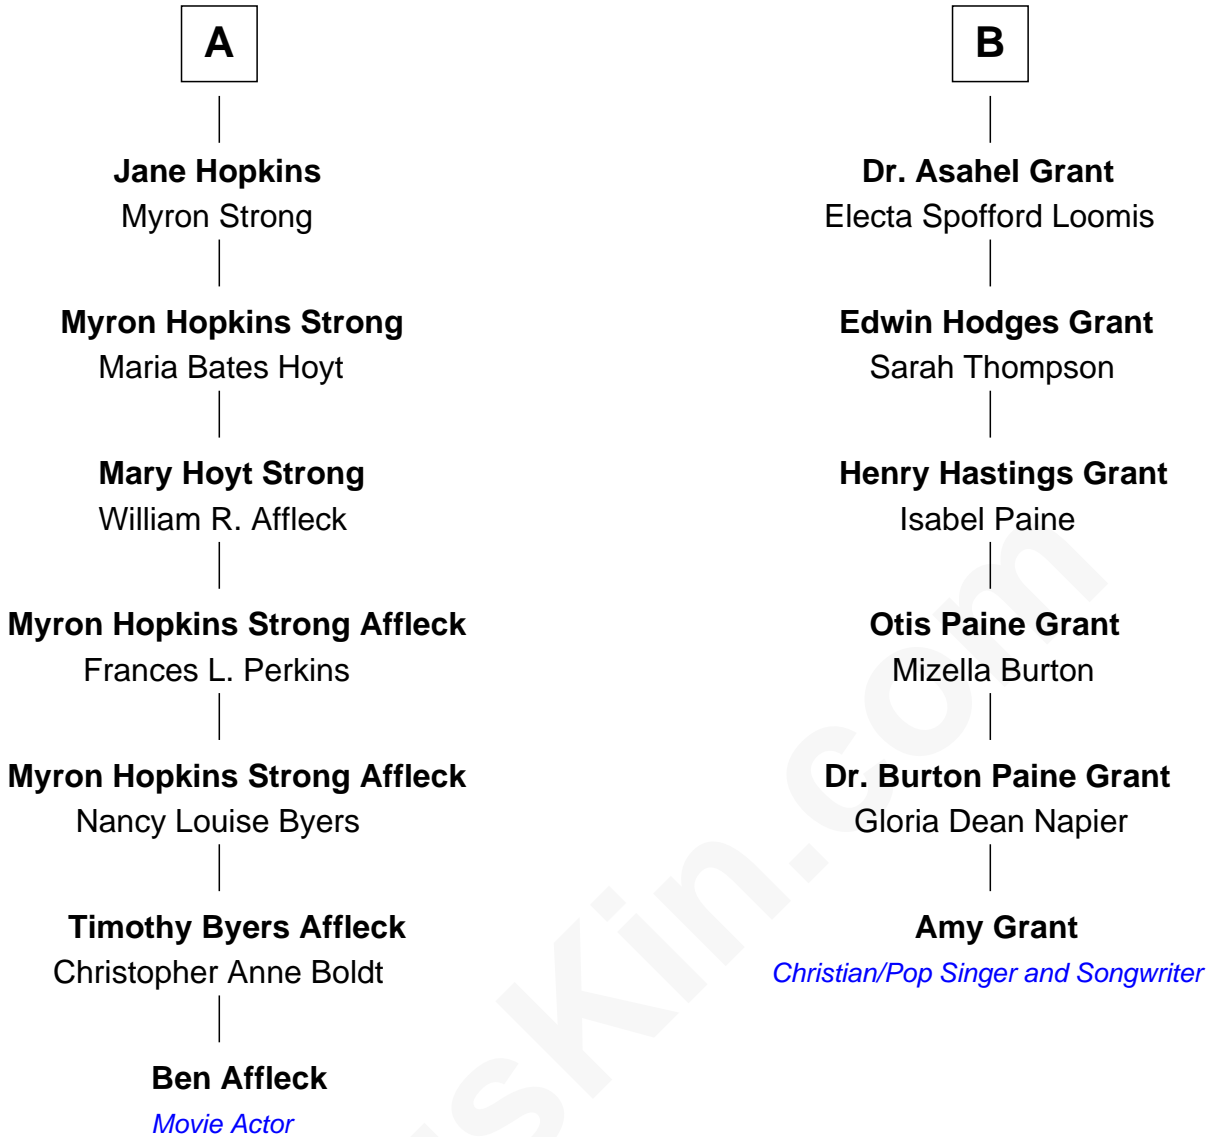 A
Jane Hopkins
Myron Strong
Myron Hopkins Strong
Maria Bates Hoyt
Mary Hoyt Strong
William R. Affleck
Myron Hopkins Strong Affleck
Frances L. Perkins
Myron Hopkins Strong Affleck
Nancy Louise Byers
Timothy Byers Affleck
Christopher Anne Boldt
Ben Affleck
Movie Actor
B
Dr. Asahel Grant
Electa Spofford Loomis
Edwin Hodges Grant
Sarah Thompson
Henry Hastings Grant
Isabel Paine
Otis Paine Grant
Mizella Burton
Dr. Burton Paine Grant
Gloria Dean Napier
Amy Grant
Christian/Pop Singer and Songwriter
sKin.com